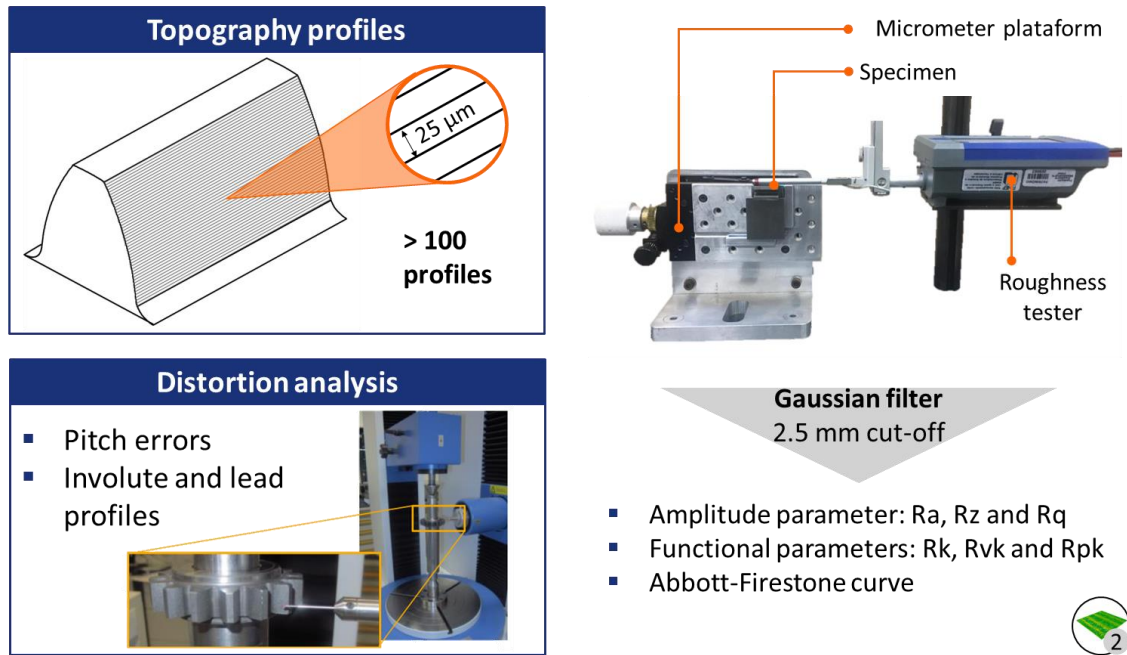 Topography profiles
25 μm
> 100
profiles
Micrometer plataform
Specimen
Roughness
tester
Distortion analysis
▪ Pitch errors
▪ Involute and lead
profiles
Gaussian filter
2.5 mm cut-off
▪ Amplitude parameter: Ra, Rz and Rq
▪ Functional parameters: Rk, Rvk and Rpk
▪ Abbott-Firestone curve
2